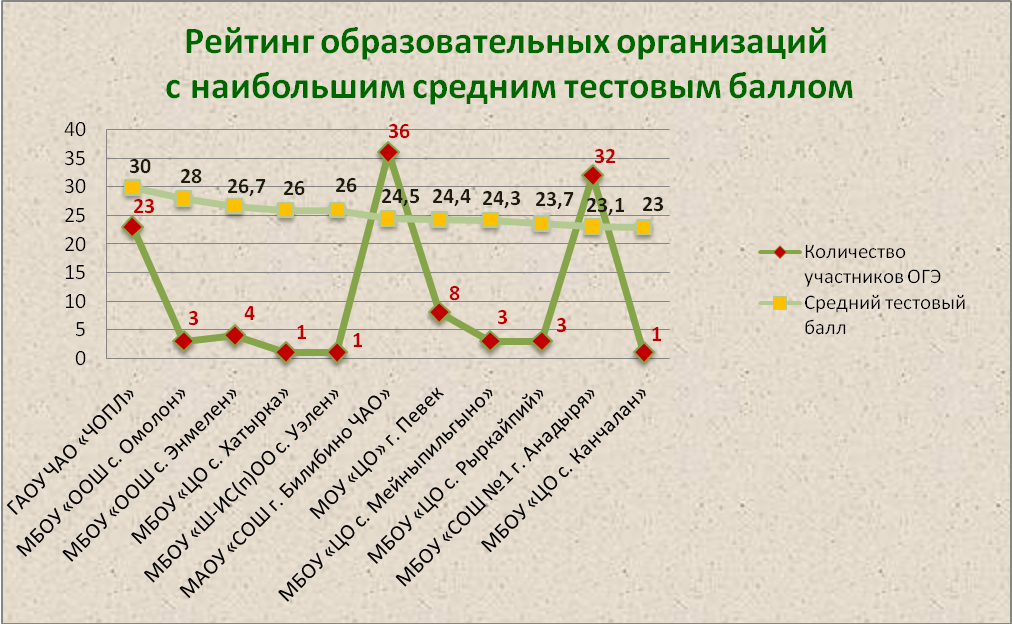 Рейтинг образовательных организаций
с наибольшим средним тестовым баллом
40
35
30
25
20
15
10
5
0
30
28
26,7
26
26
24,5
24,4
24,3
23,7
23,1
23
23
3
4
1
1
36
8
3
3
32
1
ГАОУ ЧАО «ЧОПЛ»
МБОУ «ООШ с. Омолон»
МБОУ «ООШ с. Энмелен»
МБОУ «ЦО с. Хатырка»
МБОУ «Ш-ИС(п)ОО с. Уэлен»
МАОУ «СОШ г. Билибино ЧАО»
МОУ «ЦО» г. Певек
МБОУ «ЦО с. Мейныпильгыно»
МБОУ «ЦО с. Рыркайпий»
МБОУ «СОШ №1 г. Анадыря»
МБОУ «ЦО с. Канчалан»
Количество
участников ОГЭ
Средний тестовый
балл